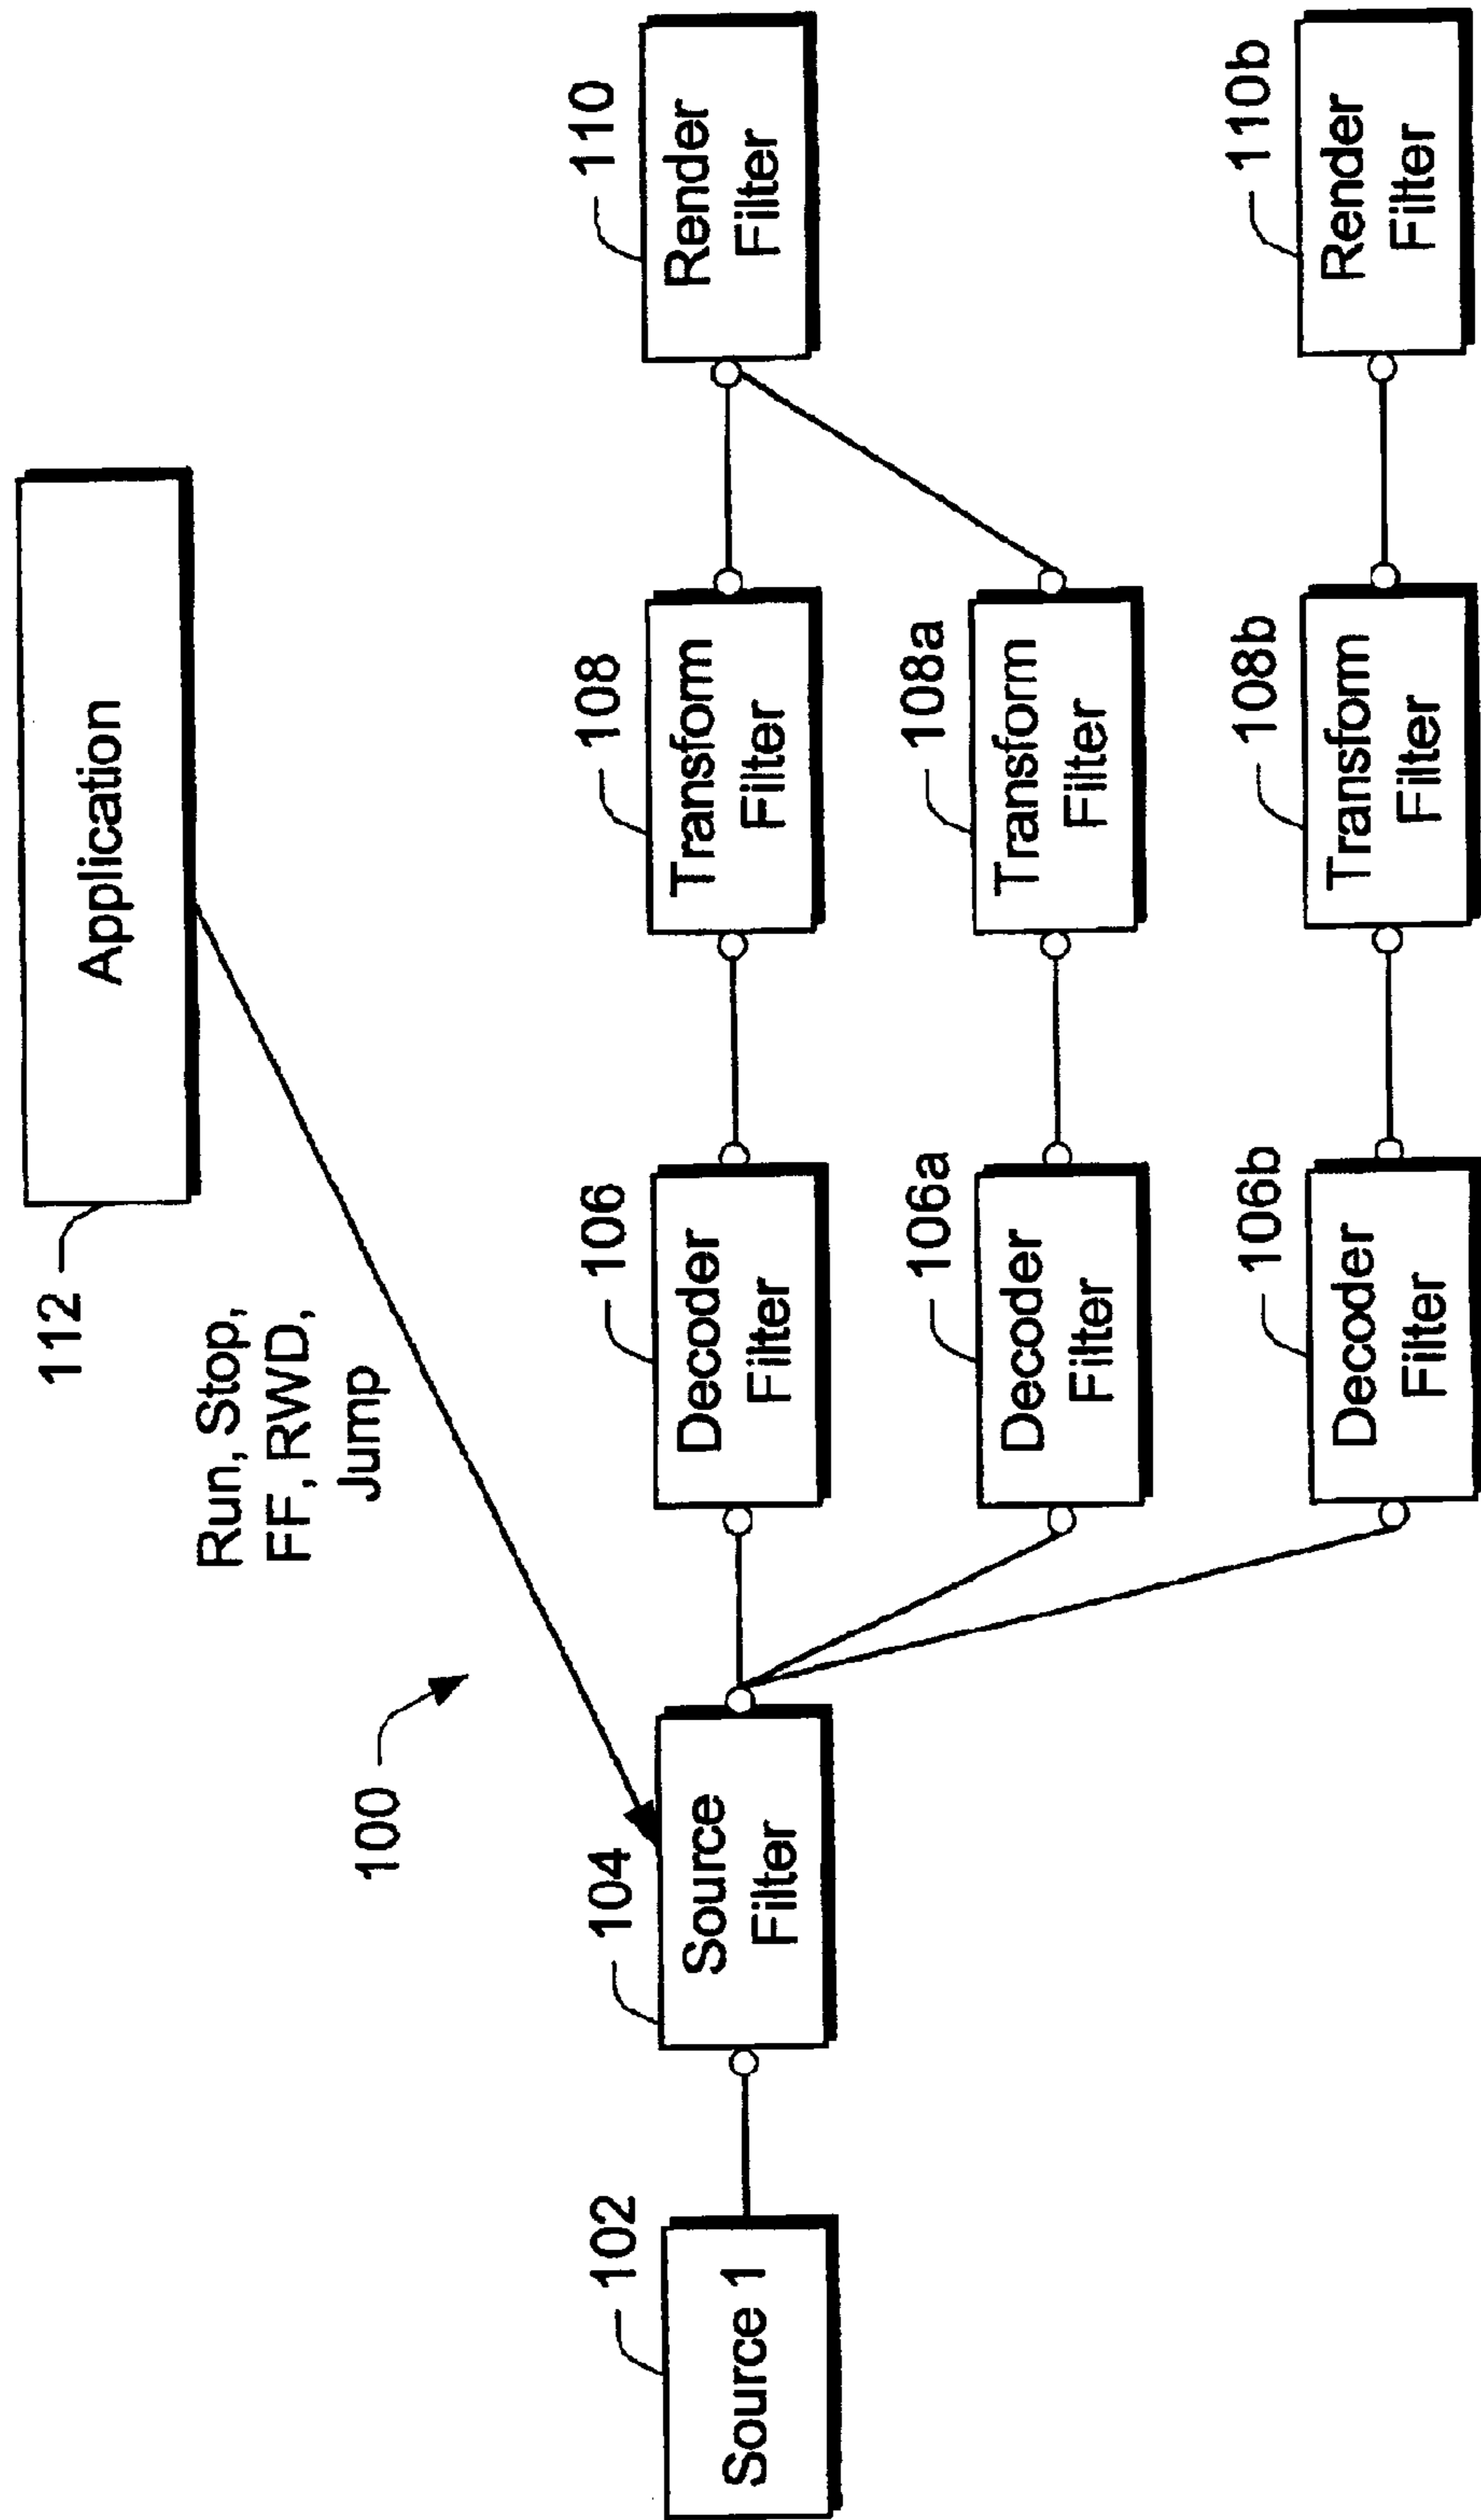 112
Application
Run, Stop,
FF, RWD,
Jump
100
102
Source 1
104
Source
Filter
106
Decoder
Filter
108
Transform
Filter
110
Render
Filter
106a
Decoder
Filter
108a
Transform
Filter
106b
Decoder
Filter
108b
Transform
Filter
110b
Render
Filter